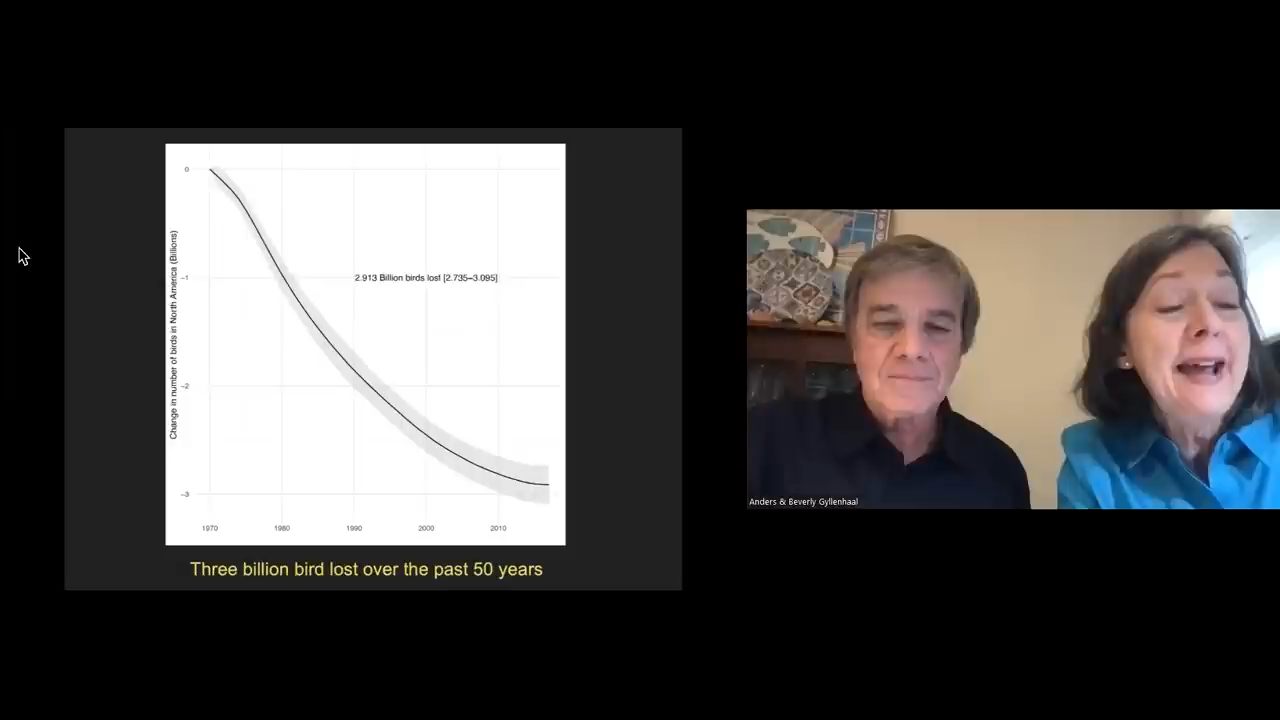 Change in number of birds in North America (Billions)
0
−1
−2
−3
2.913 Billion birds lost [2.735−3.095]
1970 1980 1990 2000 2010
Three billion bird lost over the past 50 years
Anders & Beverly Gyllenhaal